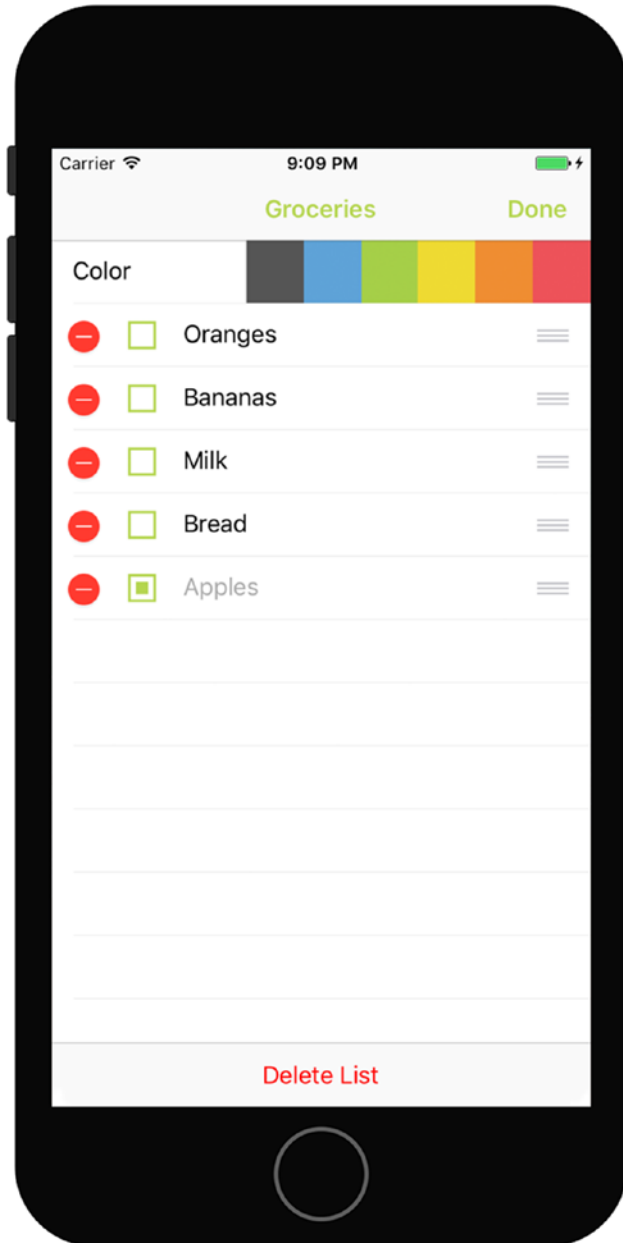 Carrier 9:09 PM
Groceries Done
Color
Oranges
Bananas
Milk
Bread
Apples
Delete List